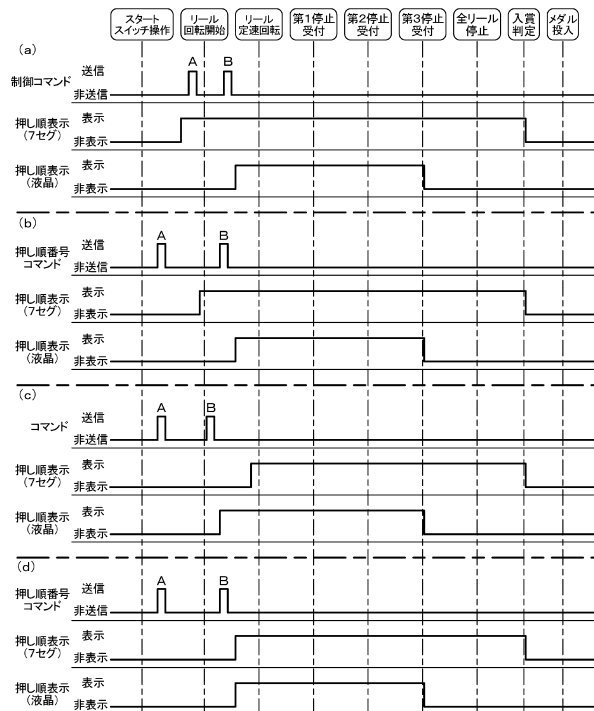 スタート
スイッチ操作
リール
回転開始
リール
定速回転
第1停止
受付
第2停止
受付
第3停止
受付
全リール
停止
入賞
判定
メダル
投入
(a)
制御コマンド
送信
非送信
A
B
押し順表示
(7セグ)
表示
非表示
押し順表示
(液晶)
表示
非表示
(b)
押し順番号
コマンド
送信
非送信
A
B
押し順表示
(7セグ)
表示
非表示
押し順表示
(液晶)
表示
非表示
(c)
コマンド
送信
非送信
A
B
押し順表示
(7セグ)
表示
非表示
押し順表示
(液晶)
表示
非表示
(d)
押し順番号
コマンド
送信
非送信
A
B
押し順表示
(7セグ)
表示
非表示
押し順表示
(液晶)
表示
非表示